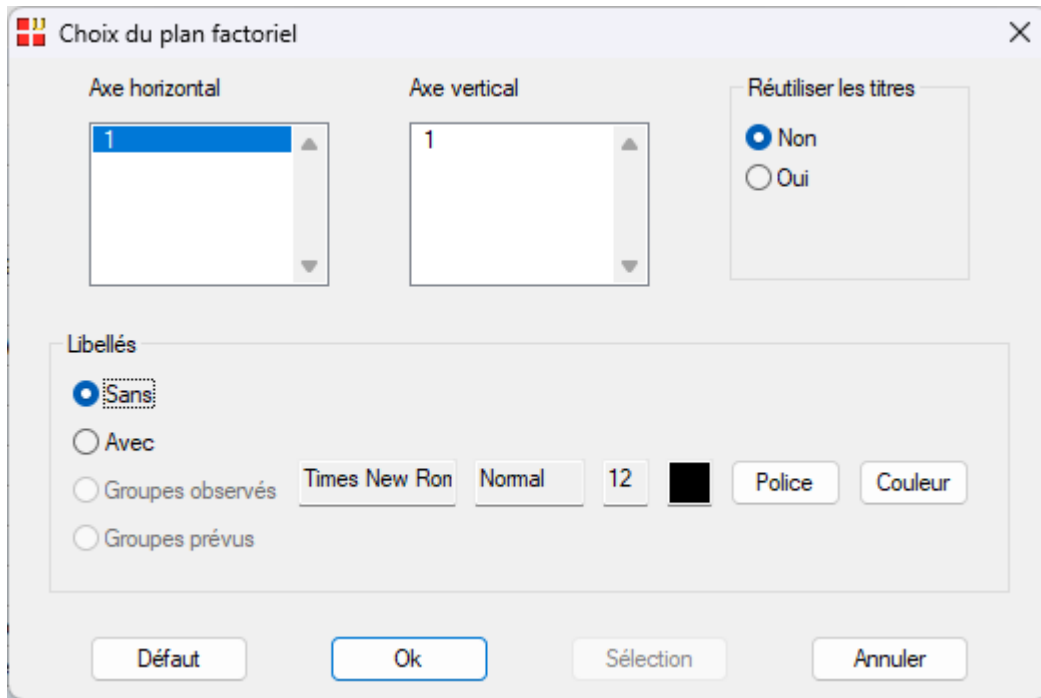 Choix du plan factoriel
Axe horizontal
Axe vertical
Réutiliser les titres
1
1
Non
Oui
Libellés
Sans
Avec
Groupes observés
Times New Ron
Normal
12
Police
Couleur
Groupes prévus
Défaut
Ok
Sélection
Annuler